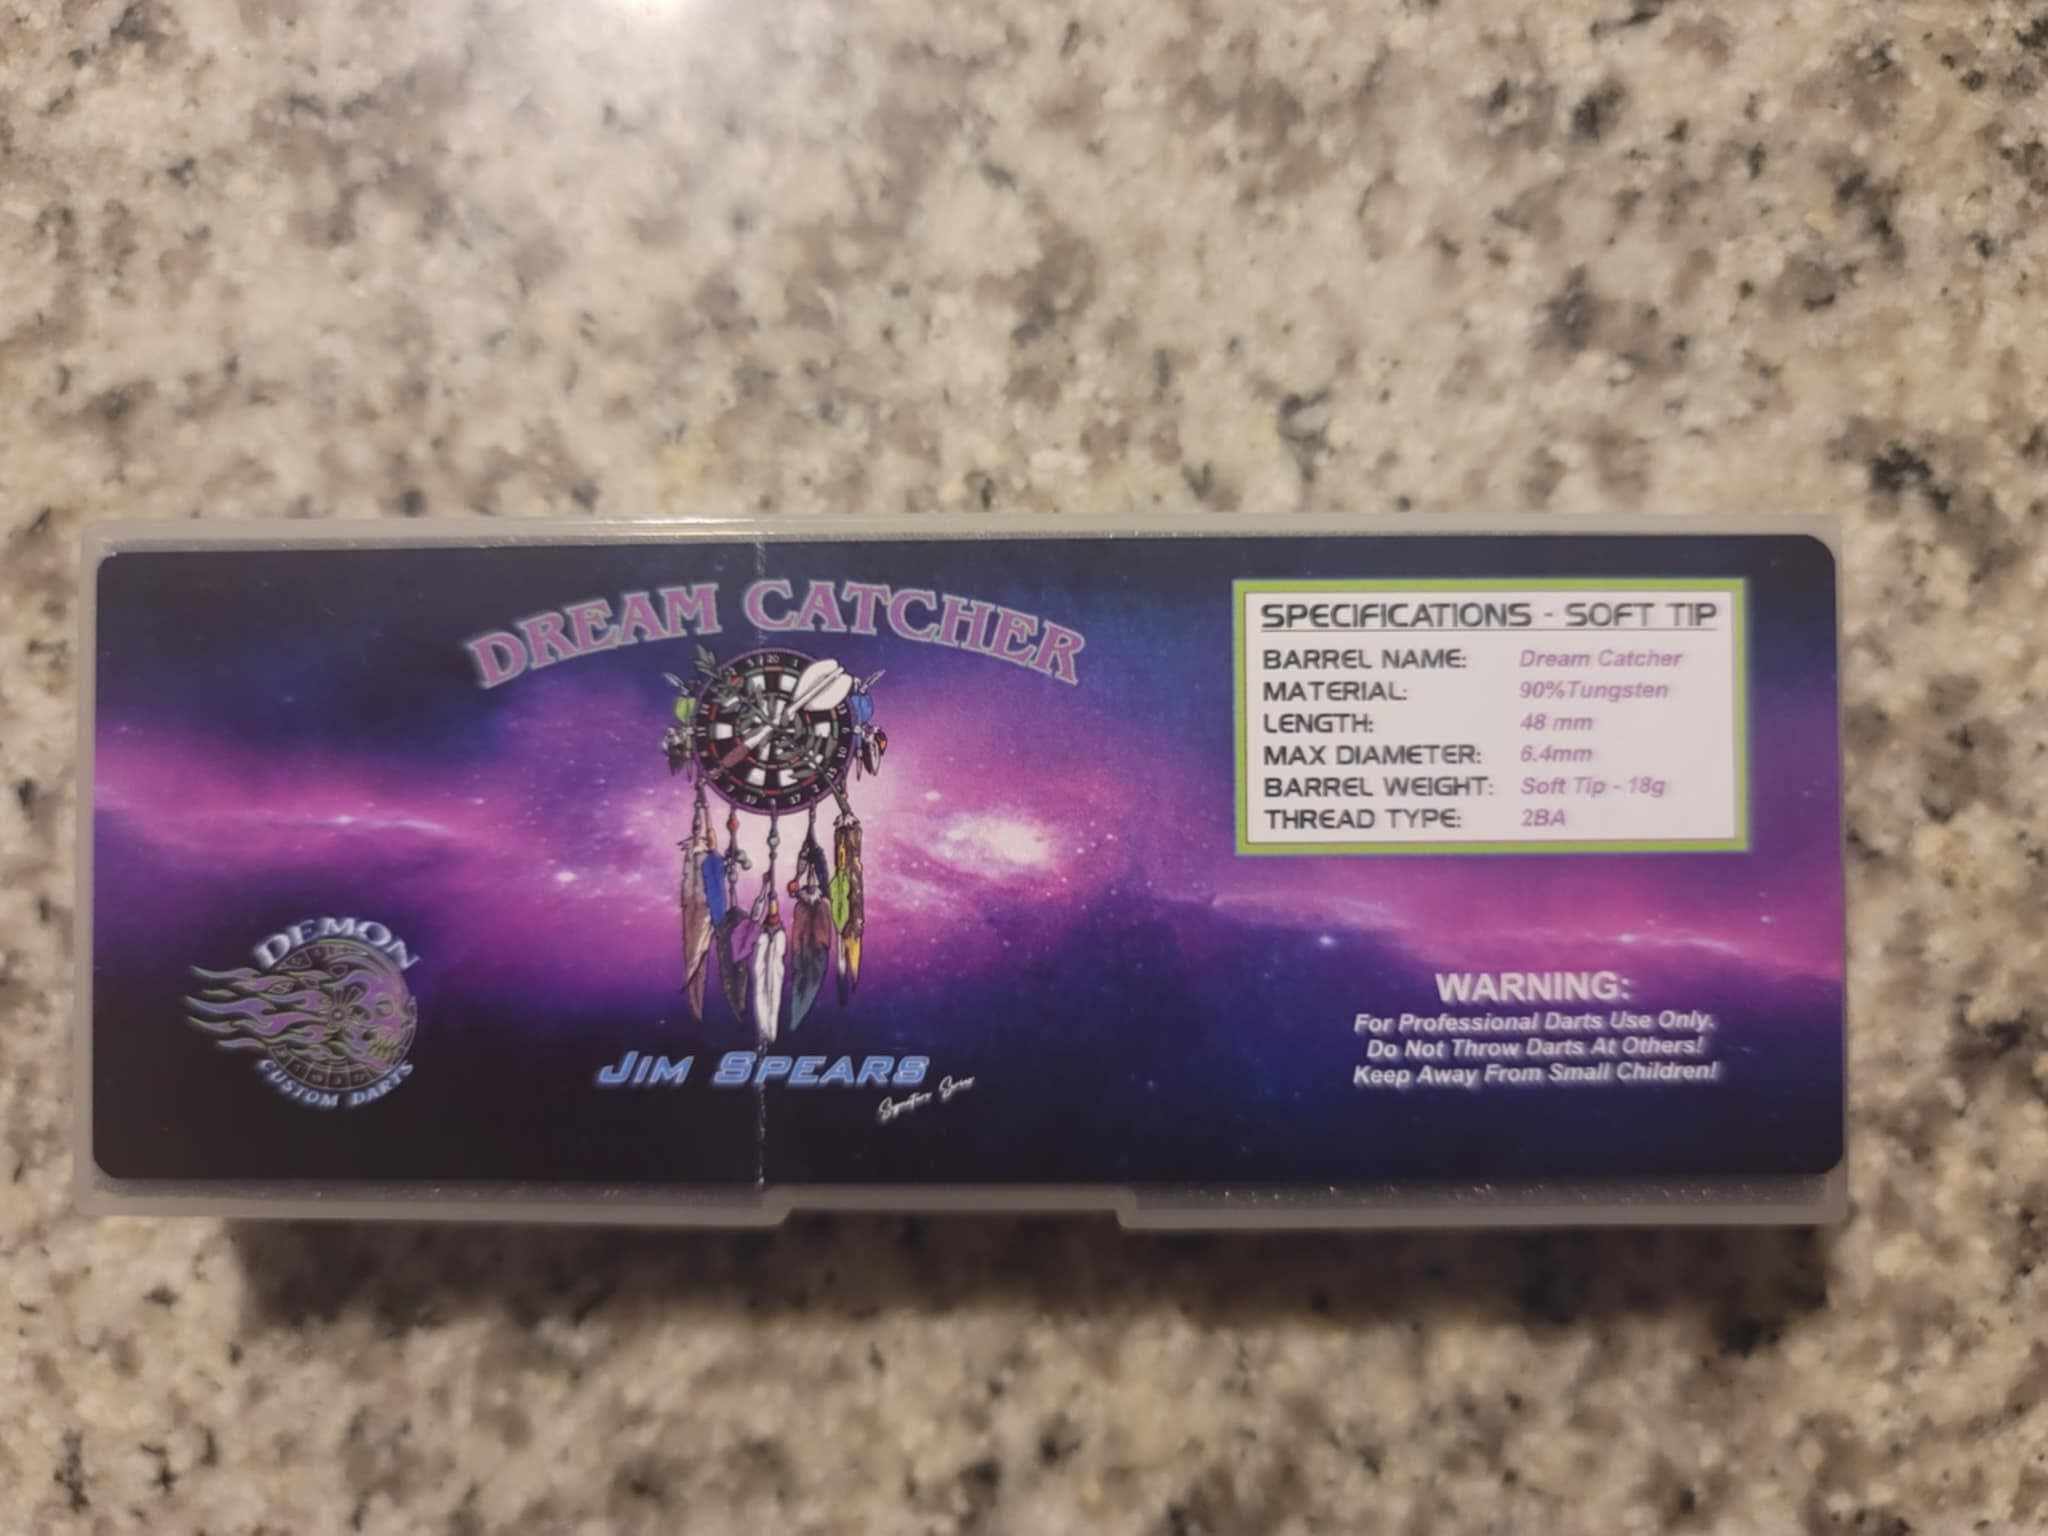 DREAM CATCHER
JIM SPEARS
Signature Series
DEMON
CUSTOM DARTS
SPECIFICATIONS - SOFT TIP
BARREL NAME: Dream Catcher
MATERIAL: 90%Tungsten
LENGTH: 48 mm
MAX DIAMETER: 6.4mm
BARREL WEIGHT: Soft Tip - 18g
THREAD TYPE: 2BA
WARNING:
For Professional Darts Use Only.
Do Not Throw Darts At Others!
Keep Away From Small Children!